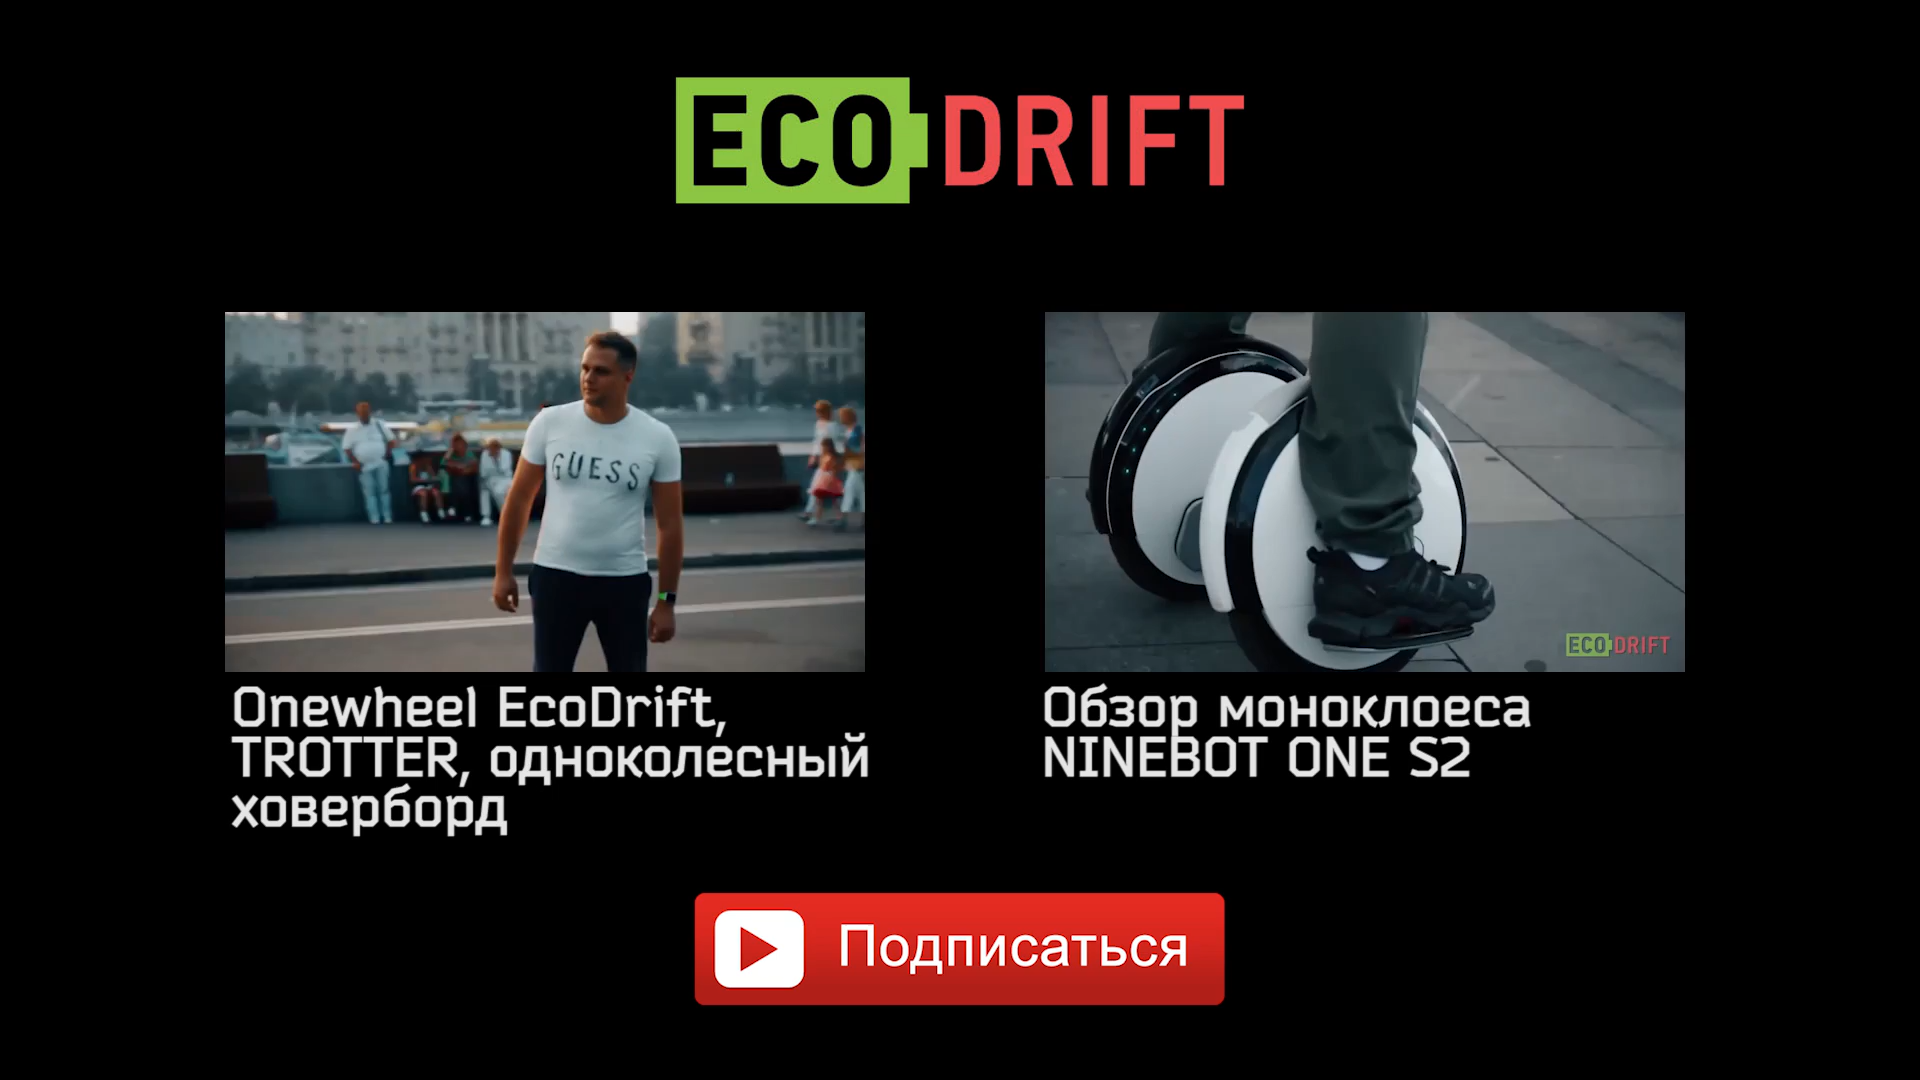 ECO DRIFT
GUESS
ECO DRIFT
Onewheel EcoDrift,
TROTTER, одноколесный
ховерборд
Обзор моноклоеса
NINEBOT ONE S2
Подписаться